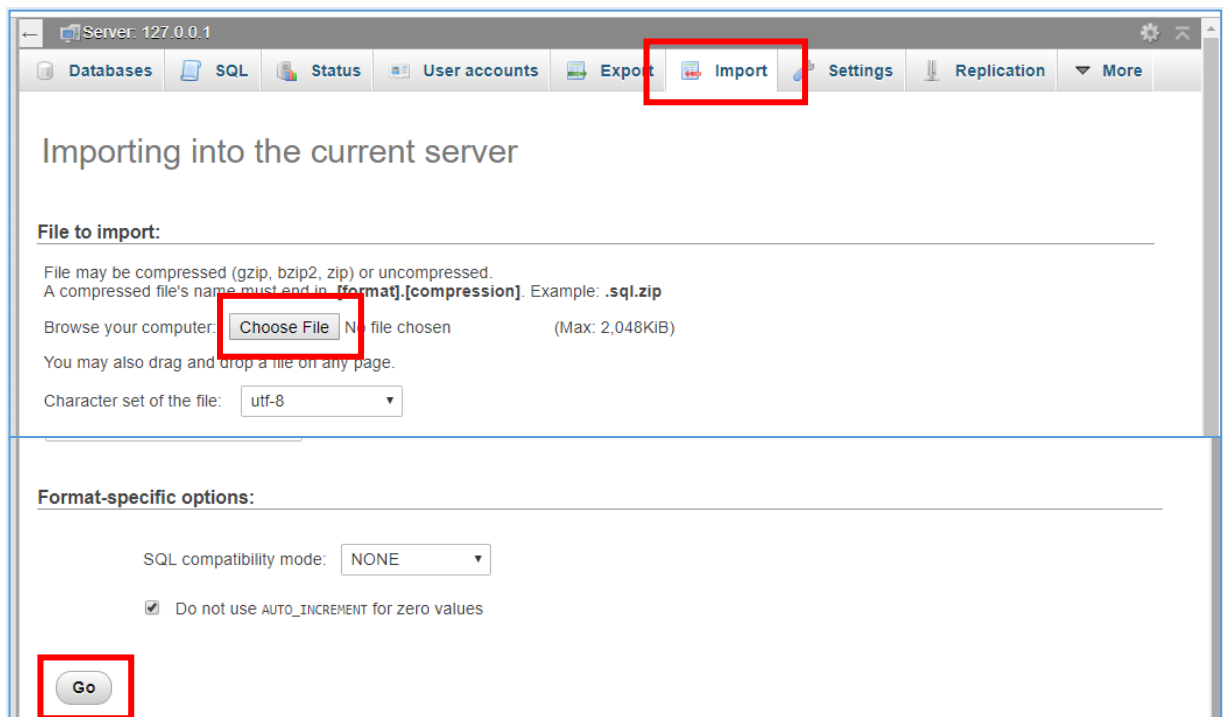 Server: 127.0.0.1
Databases SQL Status User accounts Export Import Settings Replication More
Importing into the current server
File to import:
File may be compressed (gzip, bzip2, zip) or uncompressed.
A compressed file's name must end in .[format].[compression]. Example: .sql.zip
Browse your computer: Choose File No file chosen (Max: 2,048KiB)
You may also drag and drop a file on any page.
Character set of the file: utf-8
Format-specific options:
SQL compatibility mode: NONE
Do not use AUTO_INCREMENT for zero values
Go